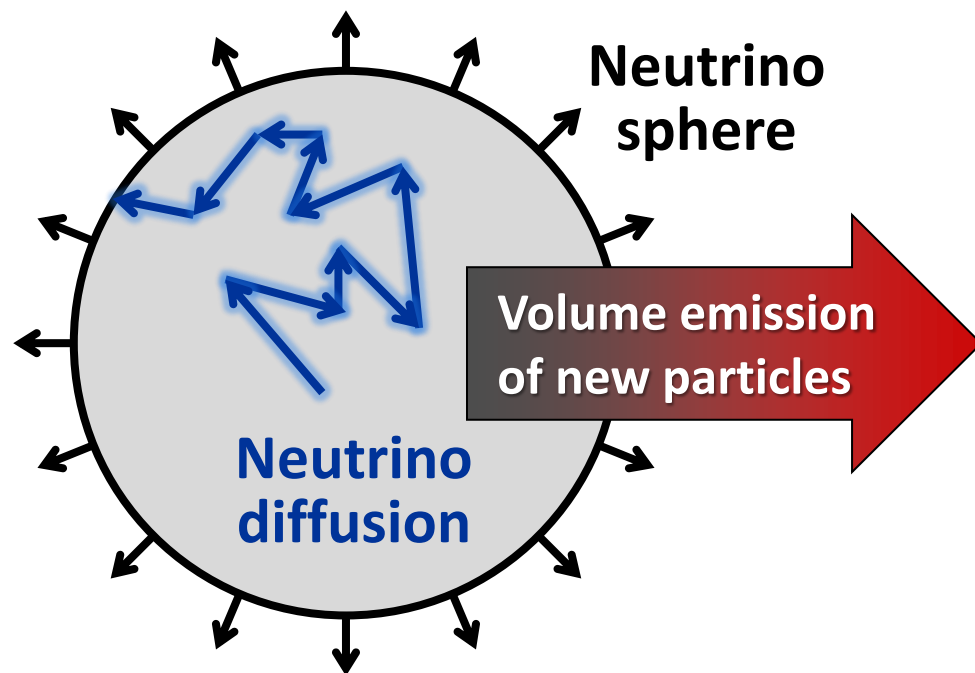 Neutrino
sphere
Volume emission
of new particles
Neutrino
diffusion